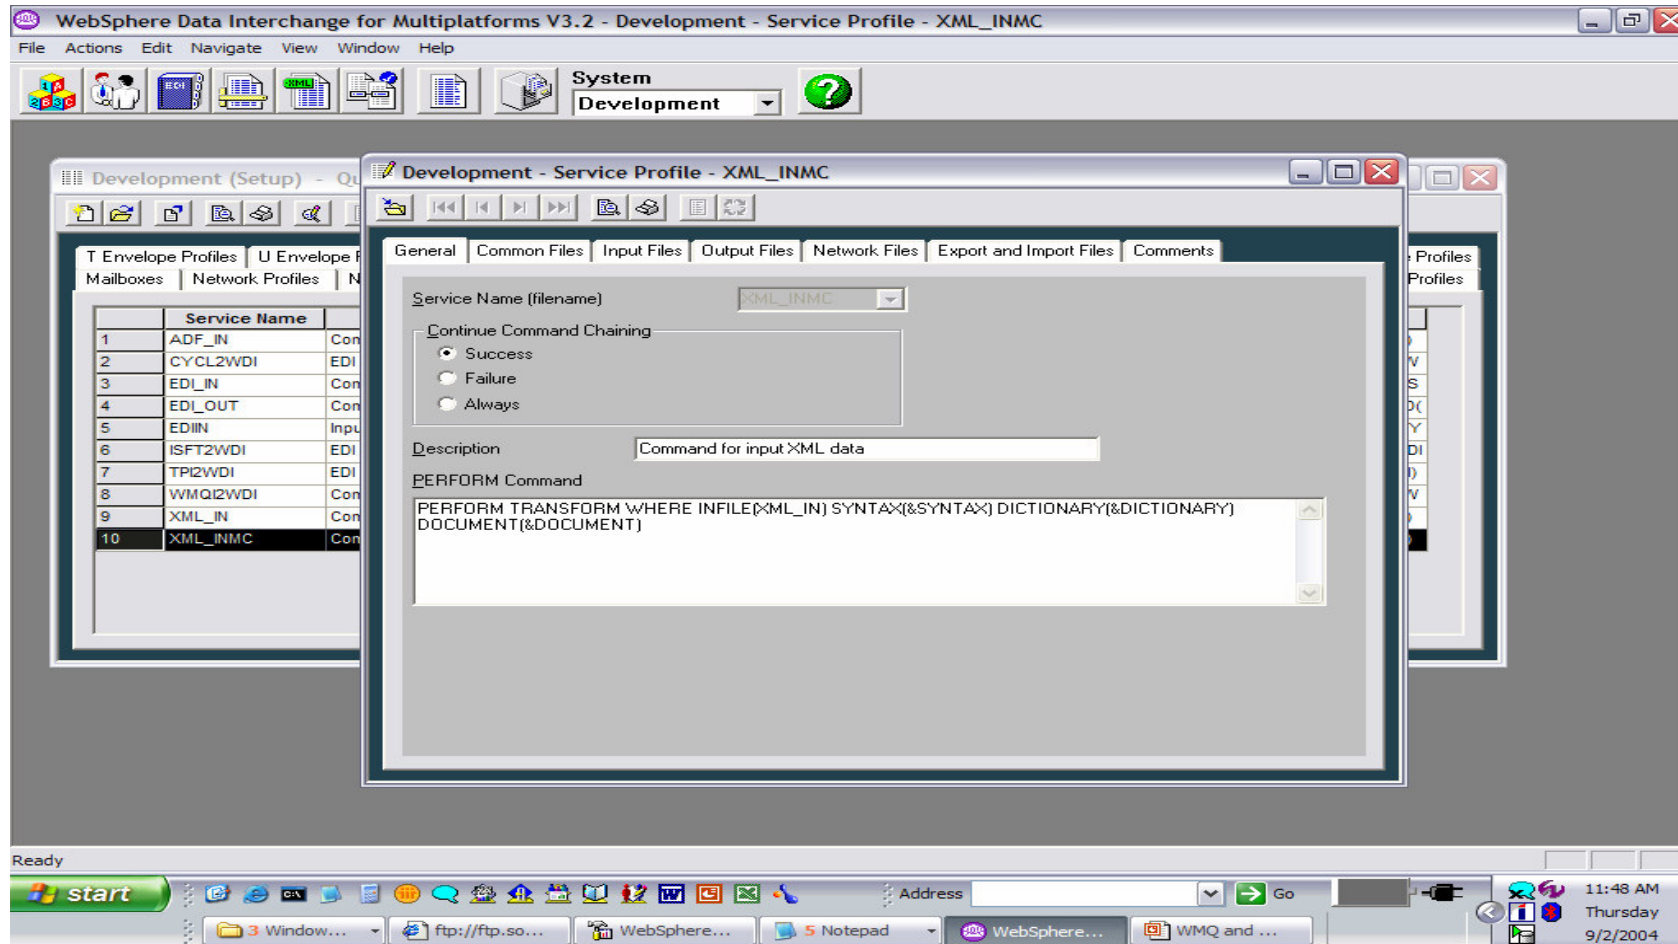 WebSphere Data Interchange for Multiplatforms V3.2 - Development - Service Profile - XML_INMC
File Actions Edit Navigate View Window Help
System
Development
Development (Setup) - Qu
T Envelope Profiles U Envelope P
Mailboxes Network Profiles N
Profiles
Profiles
Service Name
1 ADF_IN Con
2 CYCL2WDI EDI
3 EDI_IN Con
4 EDI_OUT Con
5 EDIIN Inpu
6 ISFT2WDI EDI
7 TPI2WDI EDI
8 WMQI2WDI Con
9 XML_IN Con
10 XML_INMC Con
Development - Service Profile - XML_INMC
General Common Files Input Files Output Files Network Files Export and Import Files Comments
Service Name (filename) XML_INMC
Continue Command Chaining
Success
Failure
Always
Description Command for input XML data
PERFORM Command
PERFORM TRANSFORM WHERE INFILE(XML_IN) SYNTAX(&SYNTAX) DICTIONARY(&DICTIONARY)
DOCUMENT(&DOCUMENT)
Ready
start Address Go 11:48 AM
Thursday
9/2/2004
3 Window... ftp://ftp.so... WebSphere... 5 Notepad WebSphere... WMQ and ...